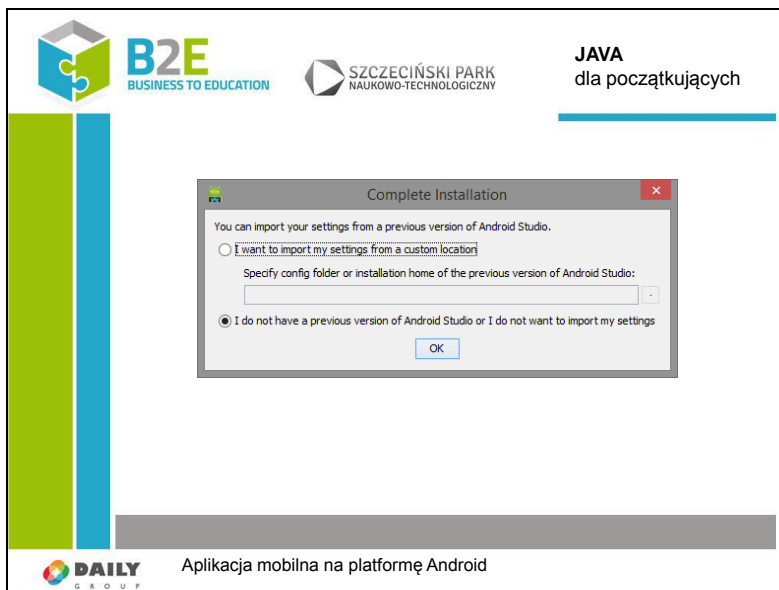 B2E
BUSINESS TO EDUCATION
SZCZECIŃSKI PARK
NAUKOWO-TECHNOLOGICZNY
JAVA
dla początkujących
Complete Installation
You can import your settings from a previous version of Android Studio.
I want to import my settings from a custom location
Specify config folder or installation home of the previous version of Android Studio:
I do not have a previous version of Android Studio or I do not want to import my settings
OK
DAILY
GROUP
Aplikacja mobilna na platformę Android